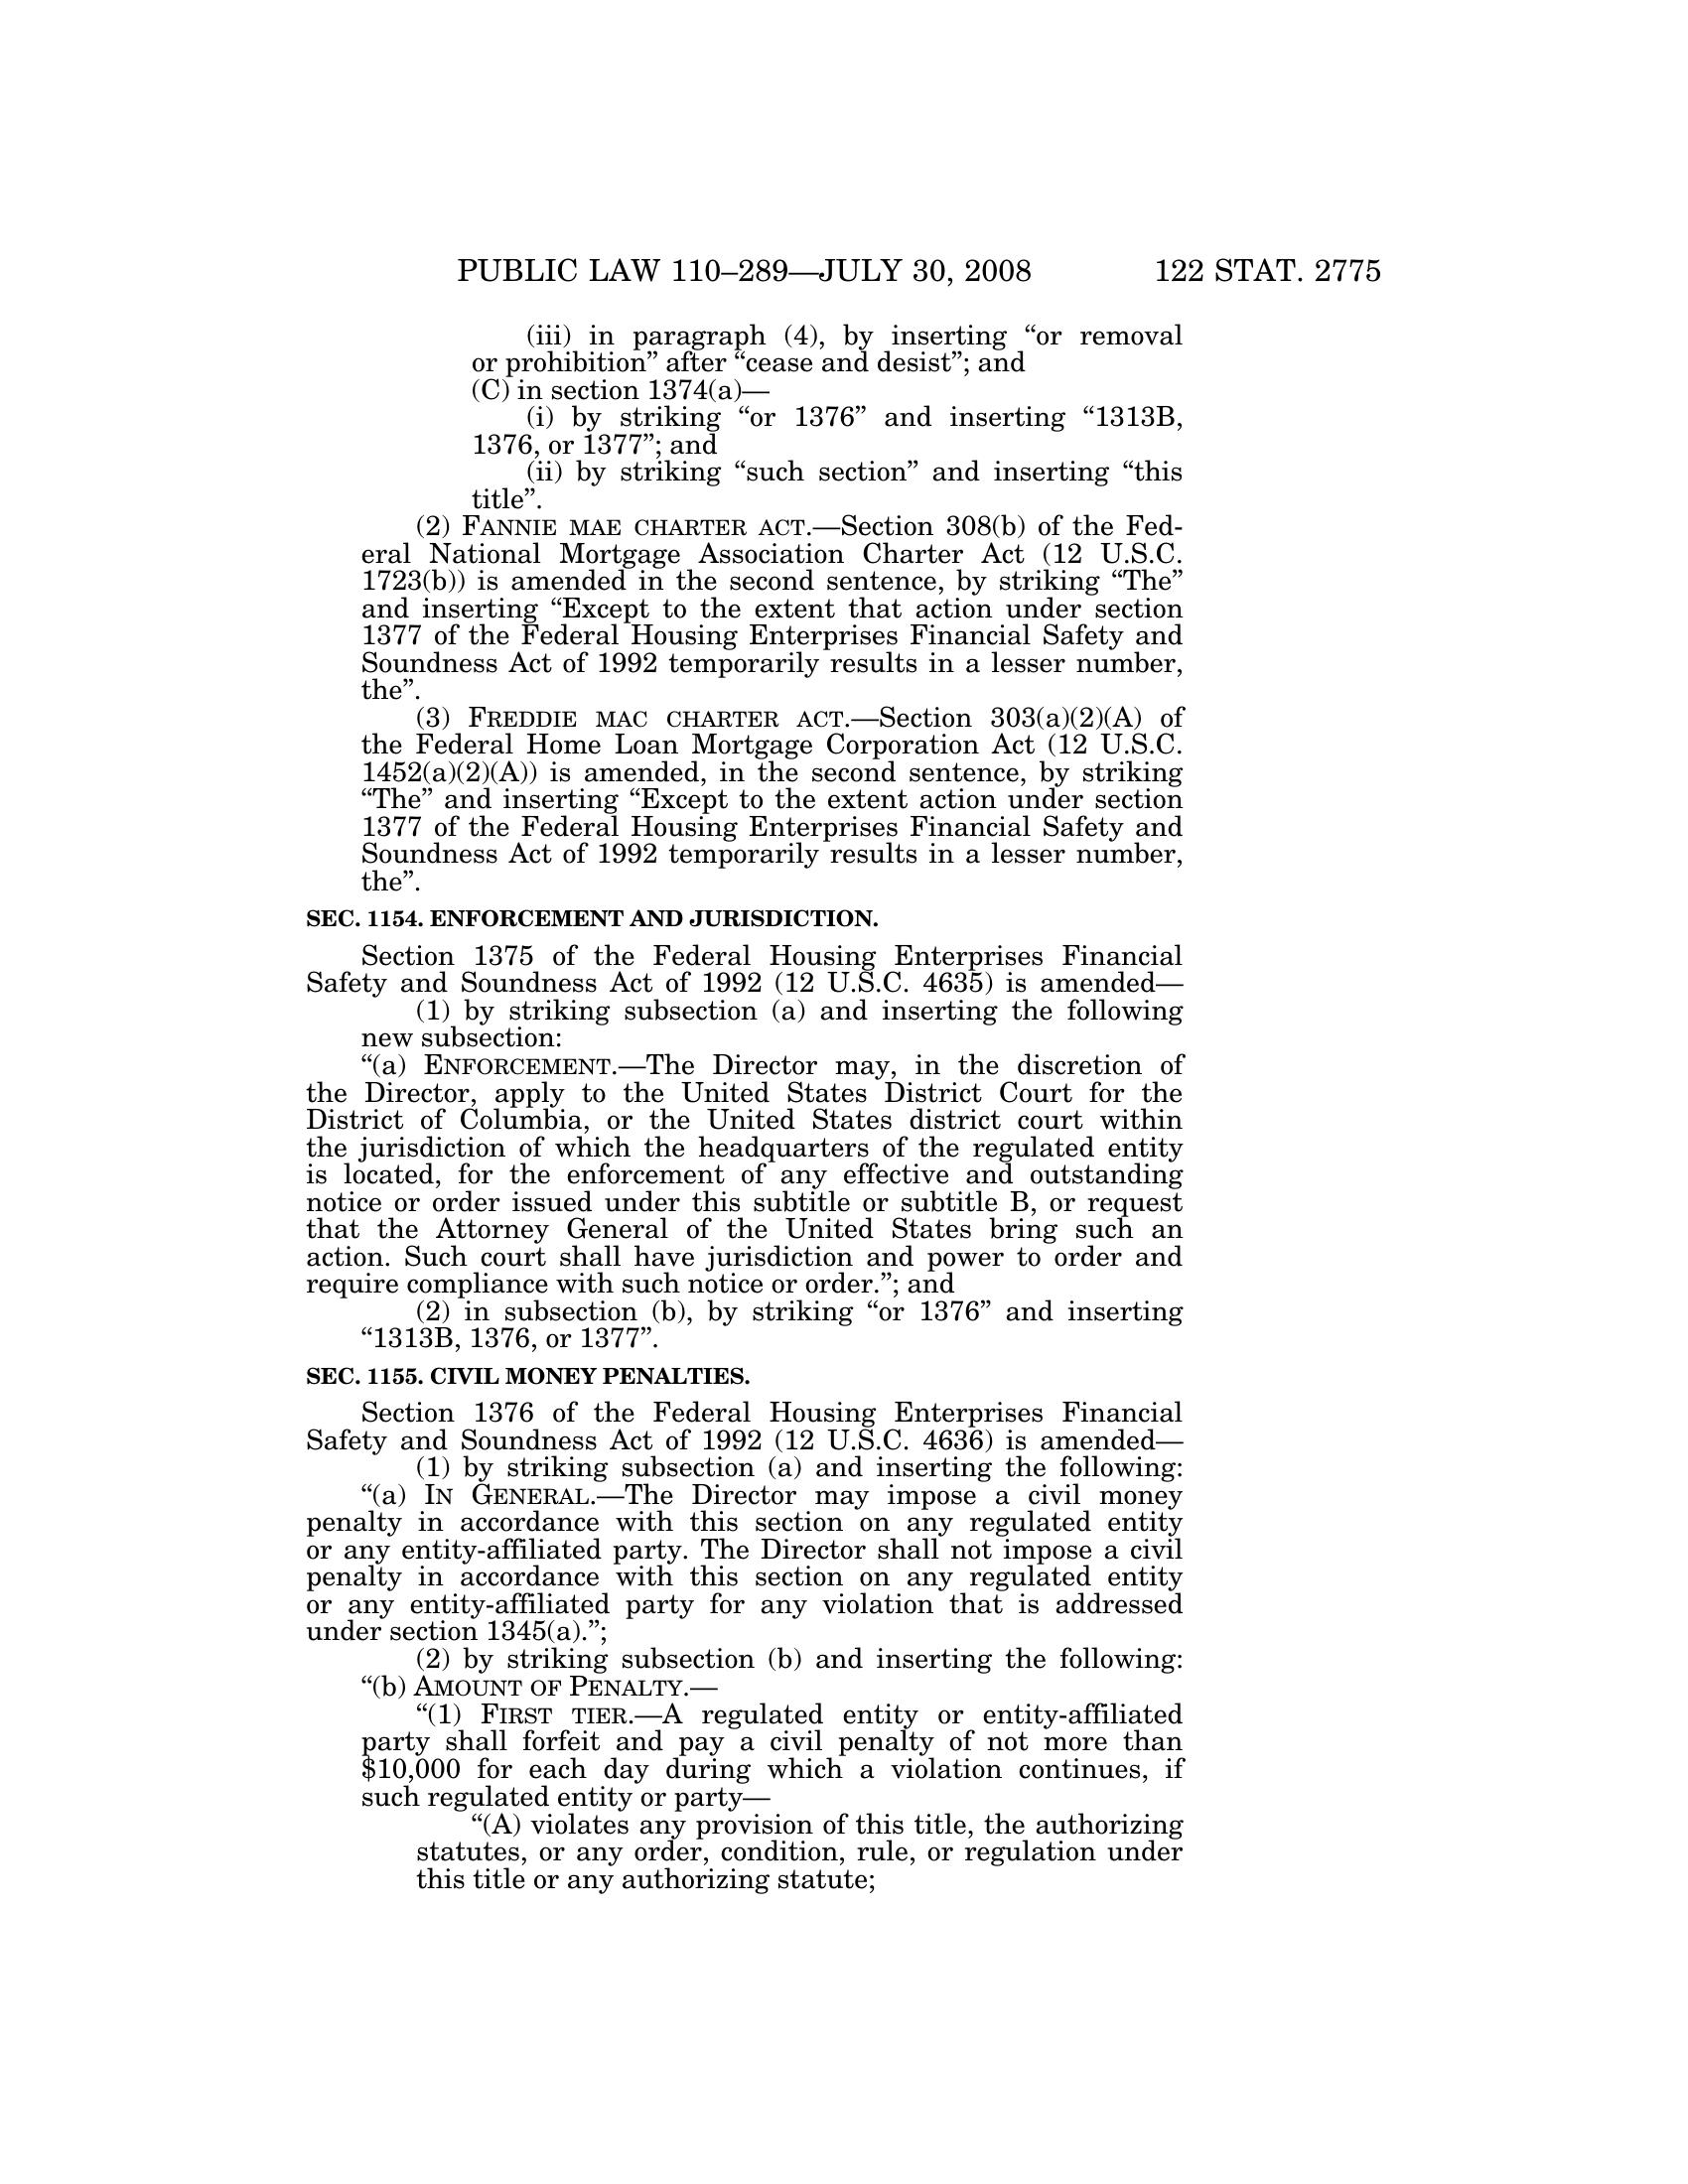 PUBLIC LAW 110–289—JULY 30, 2008 122 STAT. 2775
(iii) in paragraph (4), by inserting “or removal
or prohibition” after “cease and desist”; and
(C) in section 1374(a)—
(i) by striking “or 1376” and inserting “1313B,
1376, or 1377”; and
(ii) by striking “such section” and inserting “this
title”.
(2) FANNIE MAE CHARTER ACT.—Section 308(b) of the Fed-
eral National Mortgage Association Charter Act (12 U.S.C.
1723(b)) is amended in the second sentence, by striking “The”
and inserting “Except to the extent that action under section
1377 of the Federal Housing Enterprises Financial Safety and
Soundness Act of 1992 temporarily results in a lesser number,
the”.
(3) FREDDIE MAC CHARTER ACT.—Section 303(a)(2)(A) of
the Federal Home Loan Mortgage Corporation Act (12 U.S.C.
1452(a)(2)(A)) is amended, in the second sentence, by striking
“The” and inserting “Except to the extent action under section
1377 of the Federal Housing Enterprises Financial Safety and
Soundness Act of 1992 temporarily results in a lesser number,
the”.
SEC. 1154. ENFORCEMENT AND JURISDICTION.
Section 1375 of the Federal Housing Enterprises Financial
Safety and Soundness Act of 1992 (12 U.S.C. 4635) is amended—
(1) by striking subsection (a) and inserting the following
new subsection:
“(a) ENFORCEMENT.—The Director may, in the discretion of
the Director, apply to the United States District Court for the
District of Columbia, or the United States district court within
the jurisdiction of which the headquarters of the regulated entity
is located, for the enforcement of any effective and outstanding
notice or order issued under this subtitle or subtitle B, or request
that the Attorney General of the United States bring such an
action. Such court shall have jurisdiction and power to order and
require compliance with such notice or order.”; and
(2) in subsection (b), by striking “or 1376” and inserting
“1313B, 1376, or 1377”.
SEC. 1155. CIVIL MONEY PENALTIES.
Section 1376 of the Federal Housing Enterprises Financial
Safety and Soundness Act of 1992 (12 U.S.C. 4636) is amended—
(1) by striking subsection (a) and inserting the following:
“(a) IN GENERAL.—The Director may impose a civil money
penalty in accordance with this section on any regulated entity
or any entity-affiliated party. The Director shall not impose a civil
penalty in accordance with this section on any regulated entity
or any entity-affiliated party for any violation that is addressed
under section 1345(a).”;
(2) by striking subsection (b) and inserting the following:
“(b) AMOUNT OF PENALTY.—
“(1) FIRST TIER.—A regulated entity or entity-affiliated
party shall forfeit and pay a civil penalty of not more than
$10,000 for each day during which a violation continues, if
such regulated entity or party—
“(A) violates any provision of this title, the authorizing
statutes, or any order, condition, rule, or regulation under
this title or any authorizing statute;